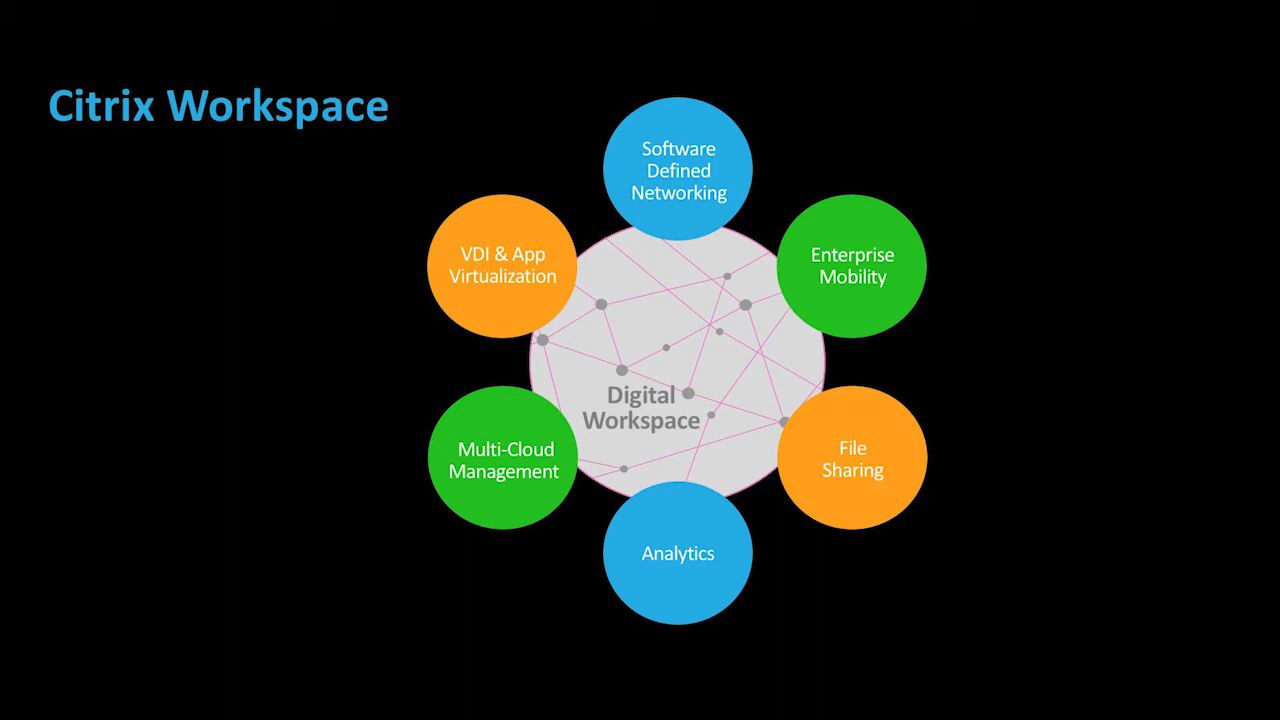 Citrix Workspace
Software
Defined
Networking
VDI & App
Virtualization
Enterprise
Mobility
Digital
Workspace
Multi-Cloud
Management
File
Sharing
Analytics